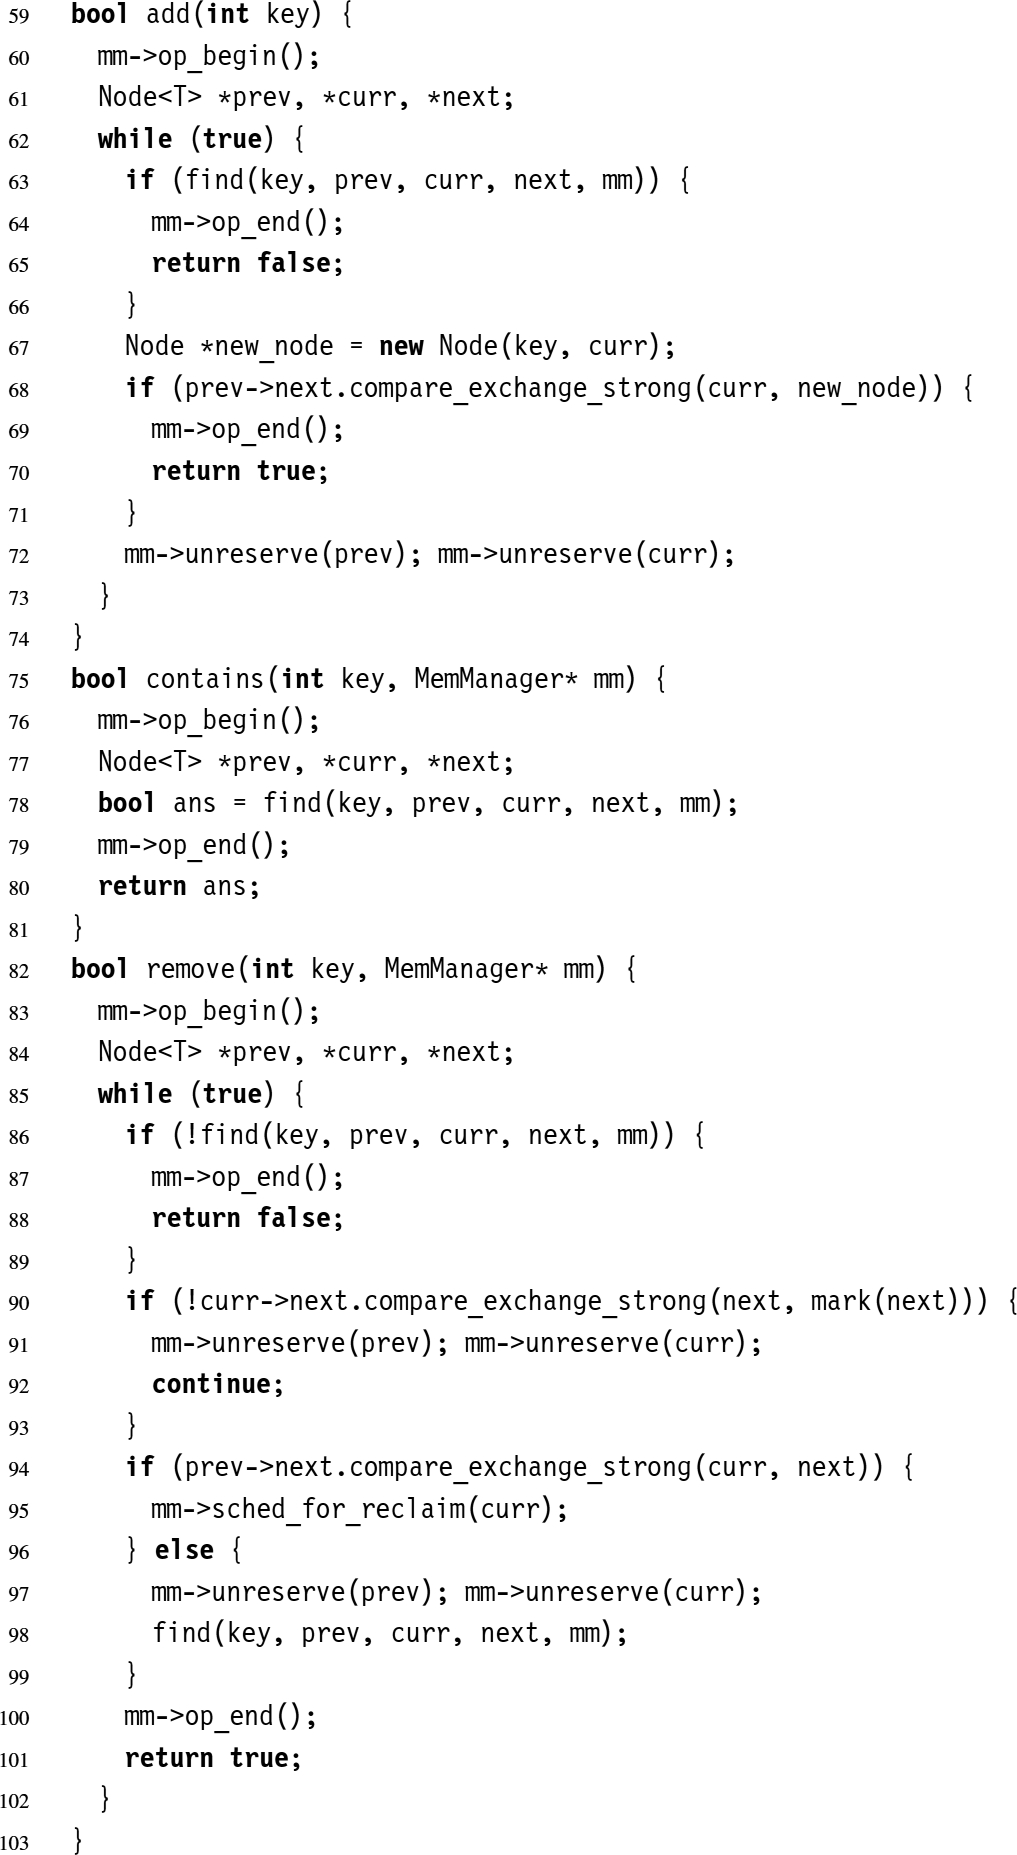 59 bool add(int key) {
60 mm->op_begin();
61 Node<T> *prev, *curr, *next;
62 while (true) {
63 if (find(key, prev, curr, next, mm)) {
64 mm->op_end();
65 return false;
66 }
67 Node *new_node = new Node(key, curr);
68 if (prev->next.compare_exchange_strong(curr, new_node)) {
69 mm->op_end();
70 return true;
71 }
72 mm->unreserve(prev); mm->unreserve(curr);
73 }
74 }
75 bool contains(int key, MemManager* mm) {
76 mm->op_begin();
77 Node<T> *prev, *curr, *next;
78 bool ans = find(key, prev, curr, next, mm);
79 mm->op_end();
80 return ans;
81 }
82 bool remove(int key, MemManager* mm) {
83 mm->op_begin();
84 Node<T> *prev, *curr, *next;
85 while (true) {
86 if (!find(key, prev, curr, next, mm)) {
87 mm->op_end();
88 return false;
89 }
90 if (!curr->next.compare_exchange_strong(next, mark(next))) {
91 mm->unreserve(prev); mm->unreserve(curr);
92 continue;
93 }
94 if (prev->next.compare_exchange_strong(curr, next)) {
95 mm->sched_for_reclaim(curr);
96 } else {
97 mm->unreserve(prev); mm->unreserve(curr);
98 find(key, prev, curr, next, mm);
99 }
100 mm->op_end();
101 return true;
102 }
103 }